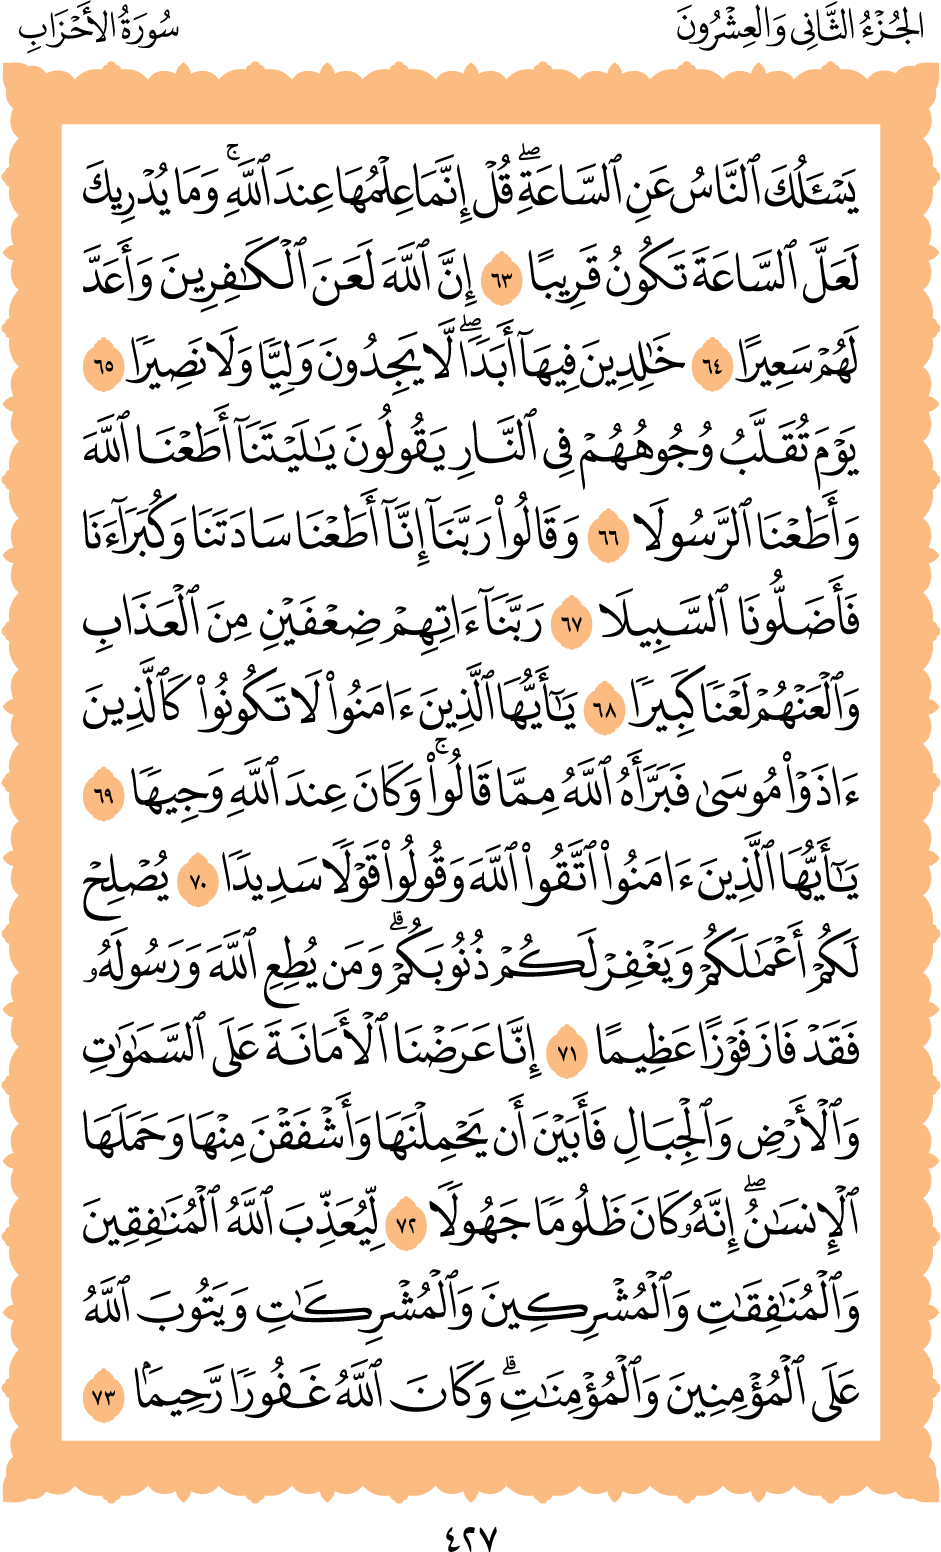 الجُزْءُ الثَّانِى وَالعِشْرُونَ
سُورَةُ الأَحْزَابِ
يَسْـَٔلُكَ ٱلنَّاسُ عَنِ ٱلسَّاعَةِۖ قُلْ إِنَّمَا عِلْمُهَا عِندَ ٱللَّهِۚ وَمَا يُدْرِيكَ
لَعَلَّ ٱلسَّاعَةَ تَكُونُ قَرِيبًا ٦٣ إِنَّ ٱللَّهَ لَعَنَ ٱلْكَـٰفِرِينَ وَأَعَدَّ
لَهُمْ سَعِيرًا ٦٤ خَـٰلِدِينَ فِيهَآ أَبَدًاۖ لَّا يَجِدُونَ وَلِيًّا وَلَا نَصِيرًا ٦٥
يَوْمَ تُقَلَّبُ وُجُوهُهُمْ فِى ٱلنَّارِ يَقُولُونَ يَـٰلَيْتَنَآ أَطَعْنَا ٱللَّهَ
وَأَطَعْنَا ٱلرَّسُولَا ٦٦ وَقَالُوا۟ رَبَّنَآ إِنَّآ أَطَعْنَا سَادَتَنَا وَكُبَرَآءَنَا
فَأَضَلُّونَا ٱلسَّبِيلَا ٦٧ رَبَّنَآ ءَاتِهِمْ ضِعْفَيْنِ مِنَ ٱلْعَذَابِ
وَٱلْعَنْهُمْ لَعْنًا كَبِيرًا ٦٨ يَـٰٓأَيُّهَا ٱلَّذِينَ ءَامَنُوا۟ لَا تَكُونُوا۟ كَٱلَّذِينَ
ءَاذَوْا۟ مُوسَىٰ فَبَرَّأَهُ ٱللَّهُ مِمَّا قَالُوا۟ۚ وَكَانَ عِندَ ٱللَّهِ وَجِيهًا ٦٩
يَـٰٓأَيُّهَا ٱلَّذِينَ ءَامَنُوا۟ ٱتَّقُوا۟ ٱللَّهَ وَقُولُوا۟ قَوْلًا سَدِيدًا ٧٠ يُصْلِحْ
لَكُمْ أَعْمَـٰلَكُمْ وَيَغْفِرْ لَكُمْ ذُنُوبَكُمْۗ وَمَن يُطِعِ ٱللَّهَ وَرَسُولَهُۥ
فَقَدْ فَازَ فَوْزًا عَظِيمًا ٧١ إِنَّا عَرَضْنَا ٱلْأَمَانَةَ عَلَى ٱلسَّمَـٰوَٰتِ
وَٱلْأَرْضِ وَٱلْجِبَالِ فَأَبَيْنَ أَن يَحْمِلْنَهَا وَأَشْفَقْنَ مِنْهَا وَحَمَلَهَا
ٱلْإِنسَـٰنُۖ إِنَّهُۥ كَانَ ظَلُومًا جَهُولًا ٧٢ لِّيُعَذِّبَ ٱللَّهُ ٱلْمُنَـٰفِقِينَ
وَٱلْمُنَـٰفِقَـٰتِ وَٱلْمُشْرِكِينَ وَٱلْمُشْرِكَـٰتِ وَيَتُوبَ ٱللَّهُ
عَلَى ٱلْمُؤْمِنِينَ وَٱلْمُؤْمِنَـٰتِۗ وَكَانَ ٱللَّهُ غَفُورًا رَّحِيمًۢا ٧٣
٤٢٧